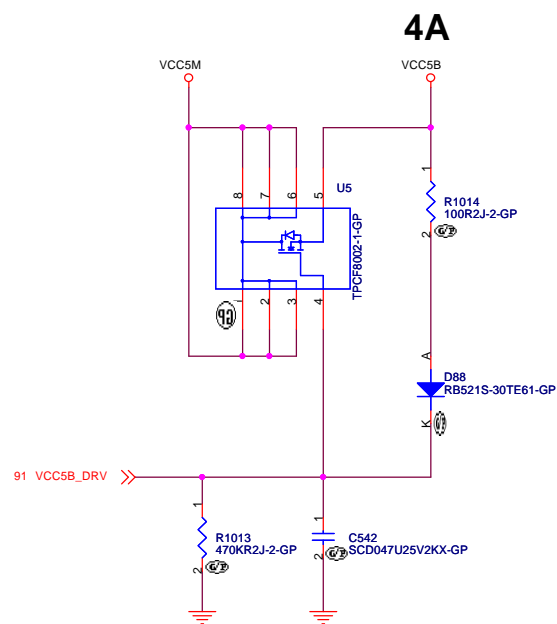 4A
VCC5M
VCC5B
8
7
6
5
U5
1
R1014
100R2J-2-GP
2
G/P
TPCF8002-1-GP
GP
1
2
3
4
A
D88
RB521S-30TE61-GP
K
G/P
91 VCC5B_DRV
1
R1013
470KR2J-2-GP
2
G/P
1
C542
SCD047U25V2KX-GP
2
G/P